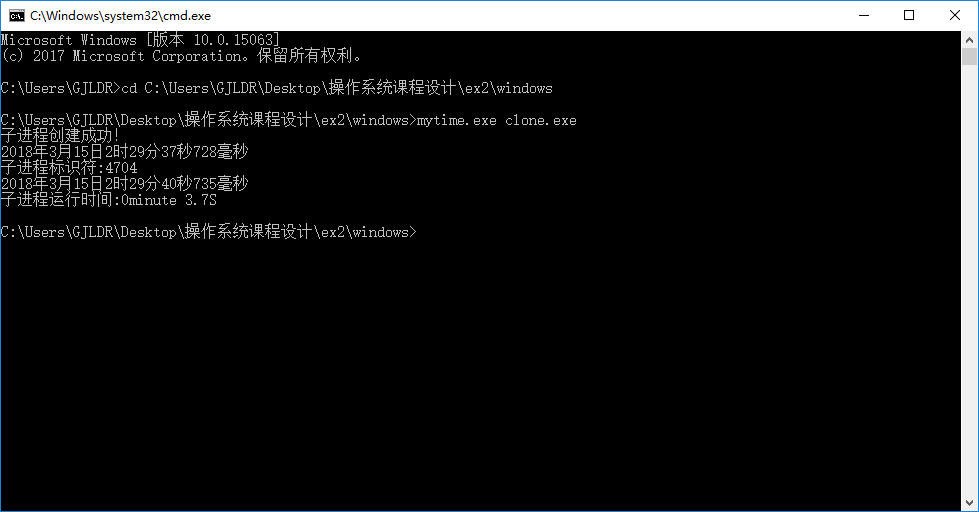 C:\Windows\system32\cmd.exe
Microsoft Windows [版本 10.0.15063]
(c) 2017 Microsoft Corporation。保留所有权利。
C:\Users\GJLDR>cd C:\Users\GJLDR\Desktop\操作系统课程设计\ex2\windows
C:\Users\GJLDR\Desktop\操作系统课程设计\ex2\windows>mytime.exe clone.exe
子进程创建成功!
2018年3月15日2时29分37秒728毫秒
子进程标识符:4704
2018年3月15日2时29分40秒735毫秒
子进程运行时间:0minute 3.7S
C:\Users\GJLDR\Desktop\操作系统课程设计\ex2\windows>